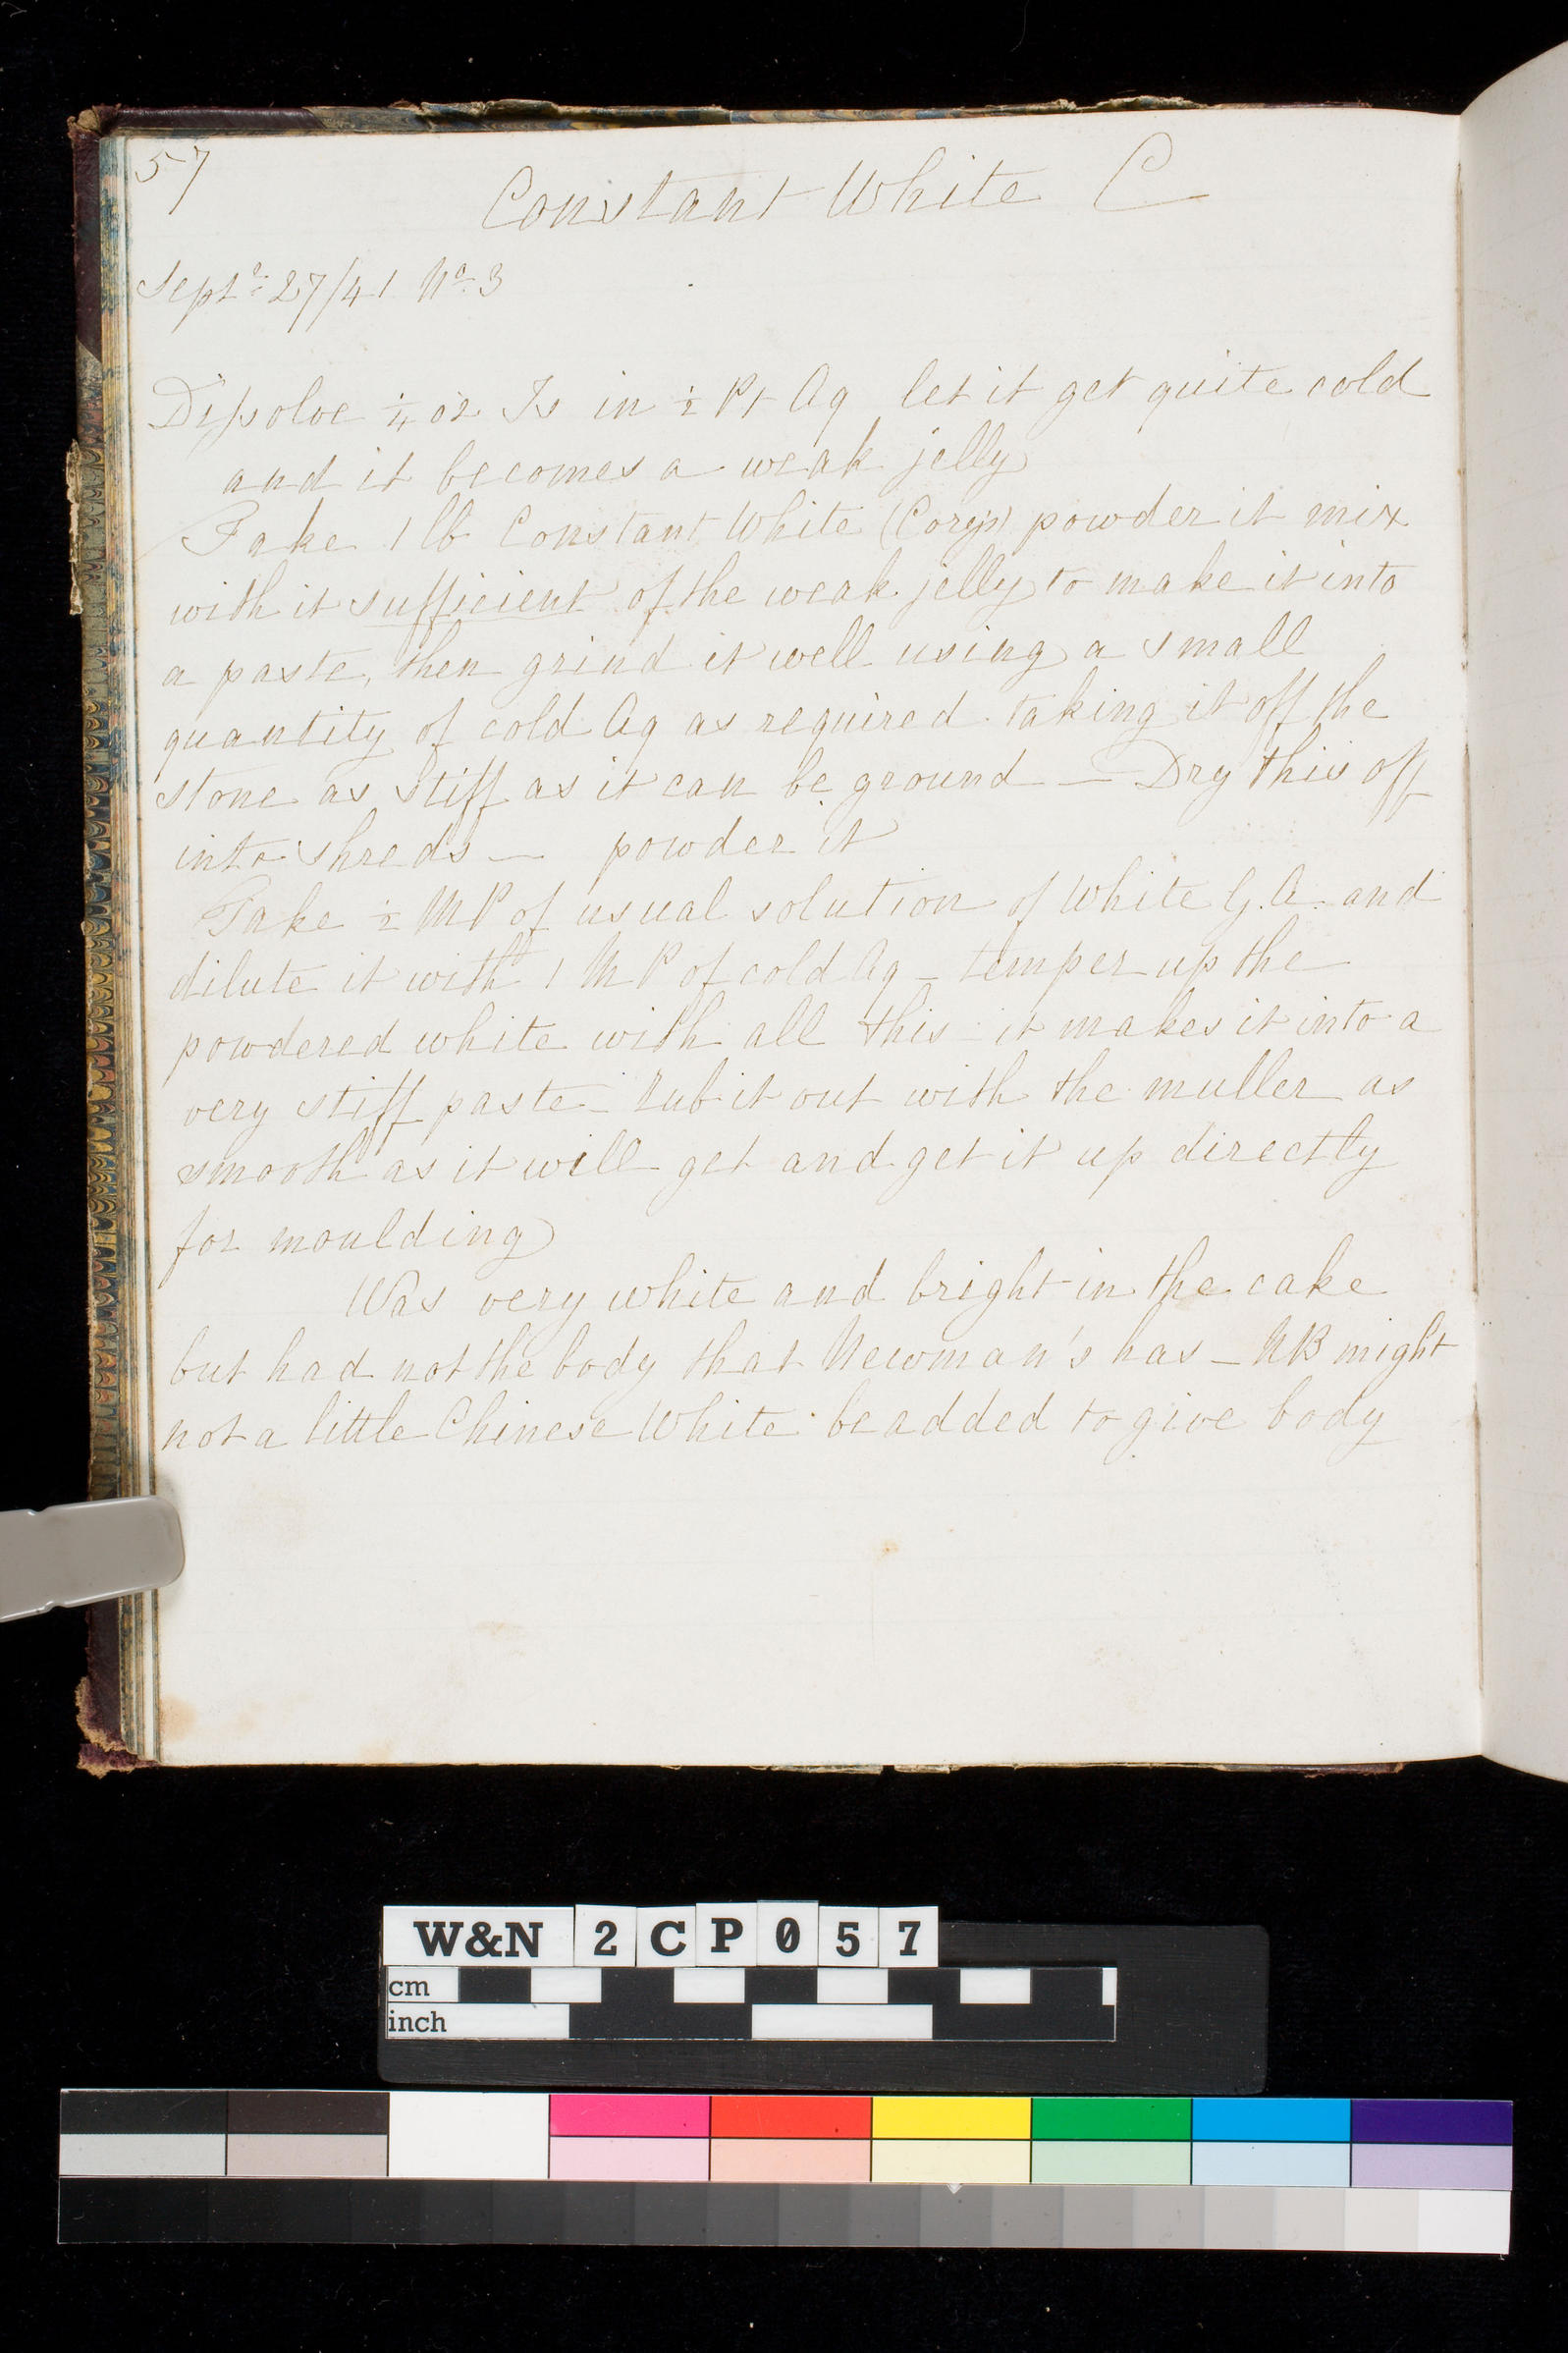 57
Constant White C
Septr 27/41 No 3
Dissolve 1/4 oz Is in 1/2 Pt Aq let it get quite cold
and it becomes a weak jelly
Take 1 lb Constant White powder it mix
with it sufficient of the weak jelly to make it into
a paste, then grind it well using a small
quantity of cold Aq as required taking it off the
stone as stiff as it can be ground — Dry this off
into shreds — powder it
Take 1/2 MP of usual solution of White G.A. and
dilute it with 1 MP of cold Aq – temper up the
powdered white with all this – it makes it into a
very stiff paste – Rub it out with the muller as
smooth as it will get and get it up directly
for moulding
Was very white and bright in the cake
but had not the body that Newman's has – NB might
not a little Chinese White be added to give body
W&N 2CP057
cm
inch